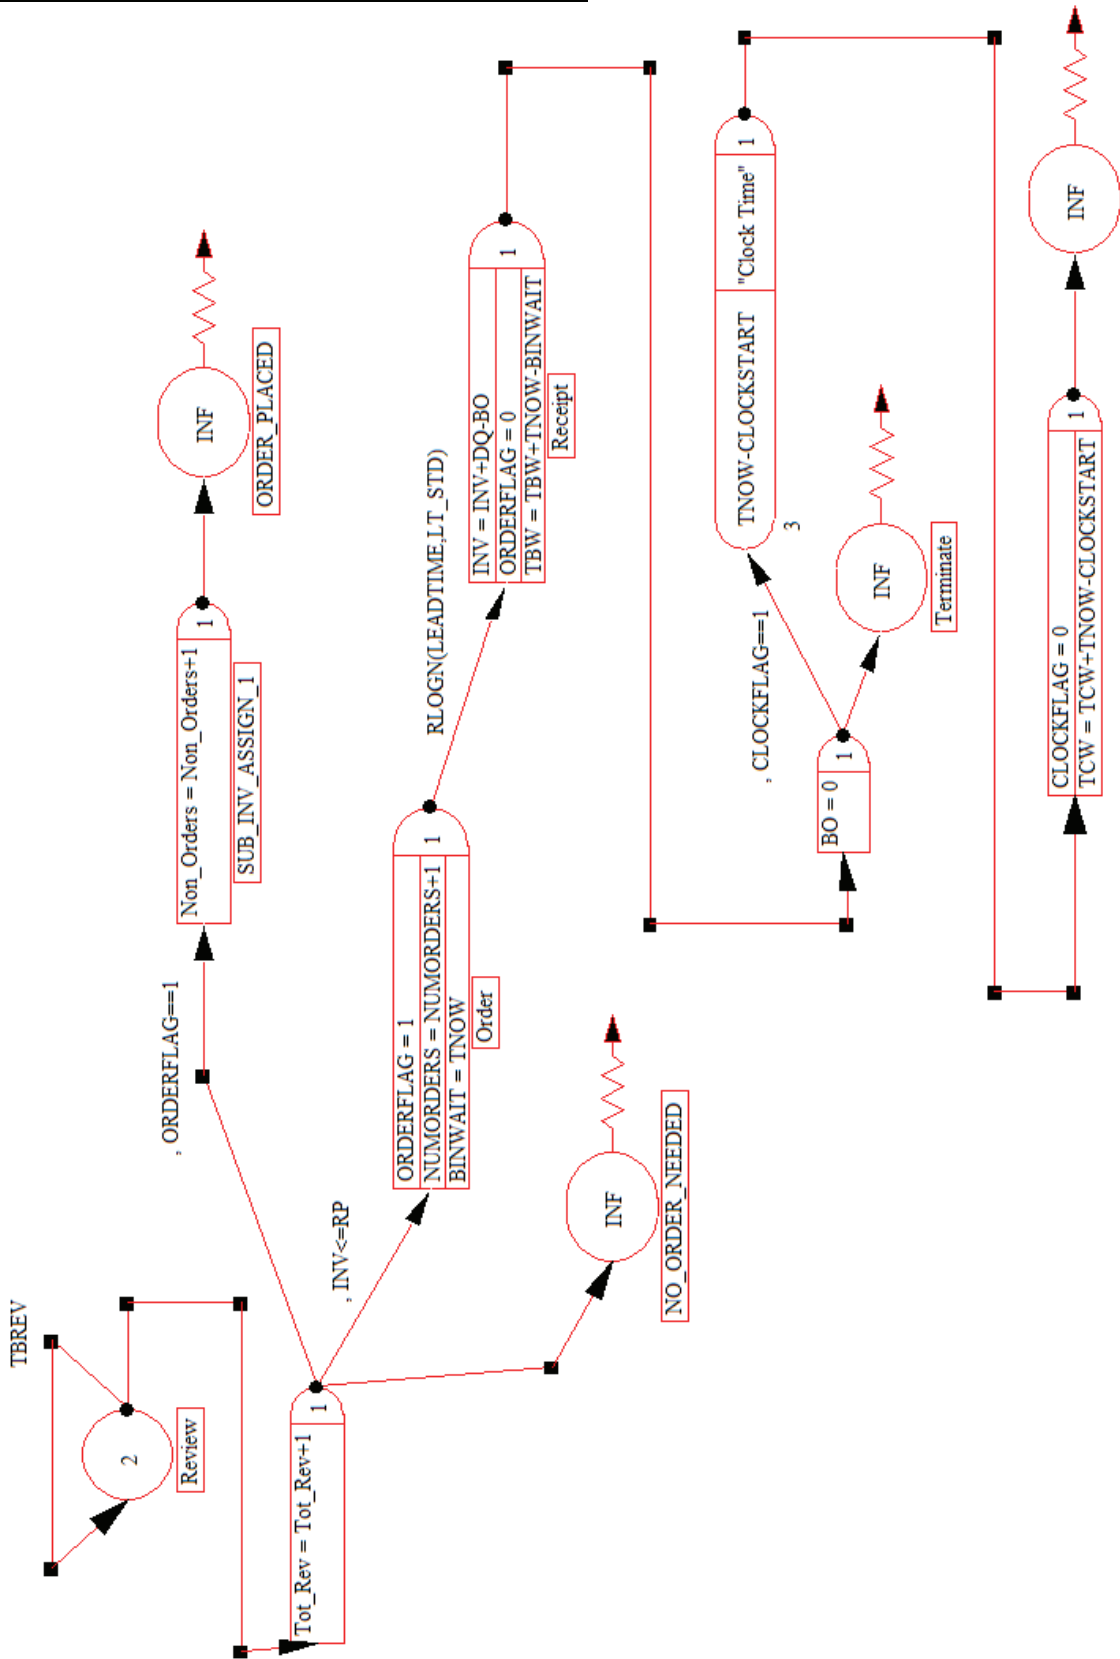 TBREV
2
Review
Tot_Rev = Tot_Rev+1
1
, ORDERFLAG==1
Non_Orders = Non_Orders+1
1
SUB_INV_ASSIGN_1
INF
ORDER_PLACED
, INV<=RP
ORDERFLAG = 1
NUMORDERS = NUMORDERS+1
BINWAIT = TNOW
1
Order
RLOGN(LEADTIME,LT_STD)
INV = INV+DQ-BO
ORDERFLAG = 0
TBW = TBW+TNOW-BINWAIT
1
Receipt
INF
NO_ORDER_NEEDED
BO = 0
1
, CLOCKFLAG==1
TNOW-CLOCKSTART
"Clock Time"
1
3
INF
Terminate
CLOCKFLAG = 0
TCW = TCW+TNOW-CLOCKSTART
1
INF